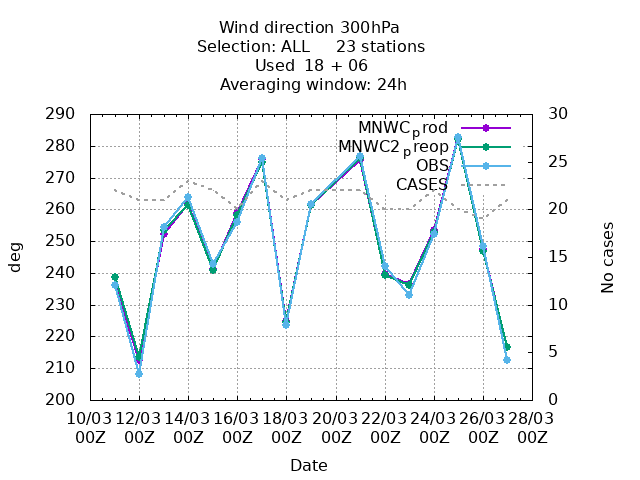 Wind direction 300hPa
Selection: ALL 23 stations
Used 18 + 06
Averaging window: 24h
290 30
MNWCprod
280 MNWC2preop 25
OBS
270
CASES
260 20
250 15
deg
No cases
240
230 10
220
210 5
200 0
10/03 12/03 14/03 16/03 18/03 20/03 22/03 24/03 26/03 28/03
00Z 00Z 00Z 00Z 00Z 00Z 00Z 00Z 00Z 00Z
Date